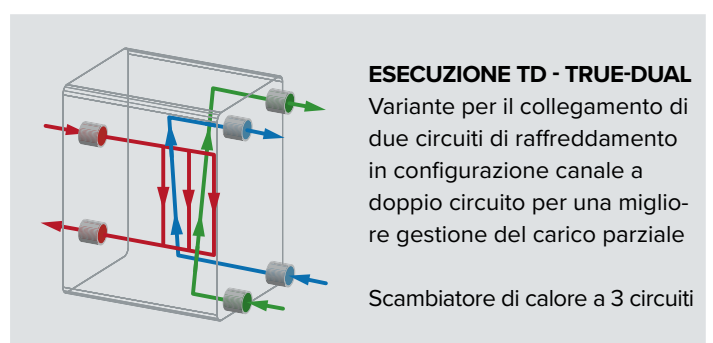 ESECUZIONE TD - TRUE-DUAL
Variante per il collegamento di
due circuiti di raffreddamento
in configurazione canale a
doppio circuito per una miglio-
re gestione del carico parziale
Scambiatore di calore a 3 circuiti